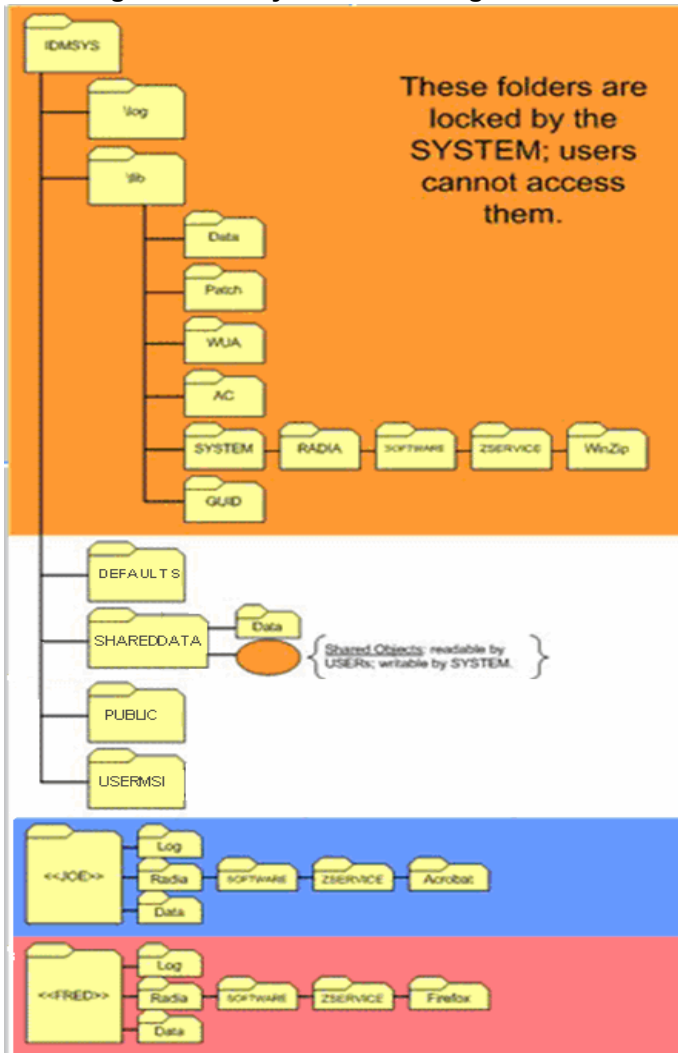 IDMSYS
These folders are
locked by the
SYSTEM; users
cannot access
them.
\log
\lib
Data
Patch
WUA
AC
SYSTEM RADIA SOFTWARE ZSERVICE WinZip
GUID
DEFAULTS
SHAREDDATA
Data
Shared Objects: readable by
USERs; writable by SYSTEM.
PUBLIC
USERMSI
<<JOE>>
Log
Radia SOFTWARE ZSERVICE Acrobat
Data
<<FRED>>
Log
Radia SOFTWARE ZSERVICE Firefox
Data